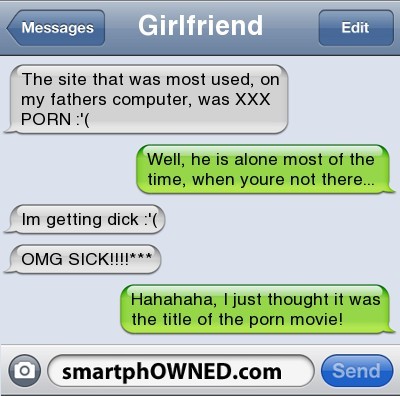 Messages
Girlfriend
Edit
The site that was most used, on
my fathers computer, was XXX
PORN :'(
Well, he is alone most of the
time, when youre not there...
Im getting dick :'(
OMG SICK!!!!***
Hahahaha, I just thought it was
the title of the porn movie!
smartphOWNED.com
Send